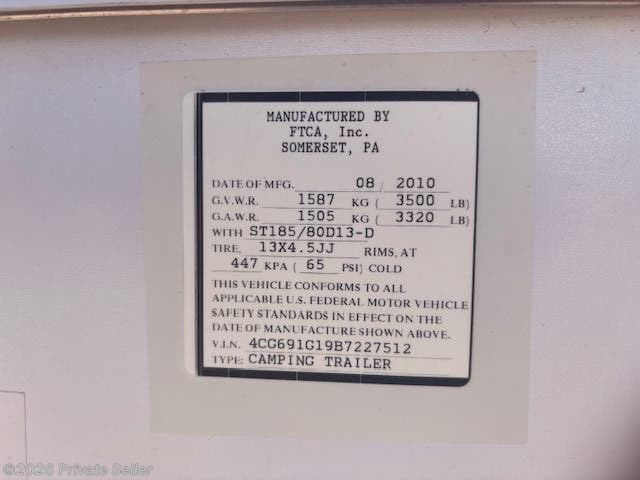 MANUFACTURED BY
FTCA, Inc.
SOMERSET, PA
DATE OF MFG. 08 / 2010
G.V.W.R. 1587 KG ( 3500 LB)
G.A.W.R. 1505 KG ( 3320 LB)
WITH ST185/80D13-D
TIRE, 13X4.5JJ RIMS, AT
447 KPA ( 65 PSI) COLD
THIS VEHICLE CONFORMS TO ALL
APPLICABLE U.S. FEDERAL MOTOR VEHICLE
SAFETY STANDARDS IN EFFECT ON THE
DATE OF MANUFACTURE SHOWN ABOVE.
V.I.N. 4CG691G19B7227512
TYPE: CAMPING TRAILER
©2026 Private Seller